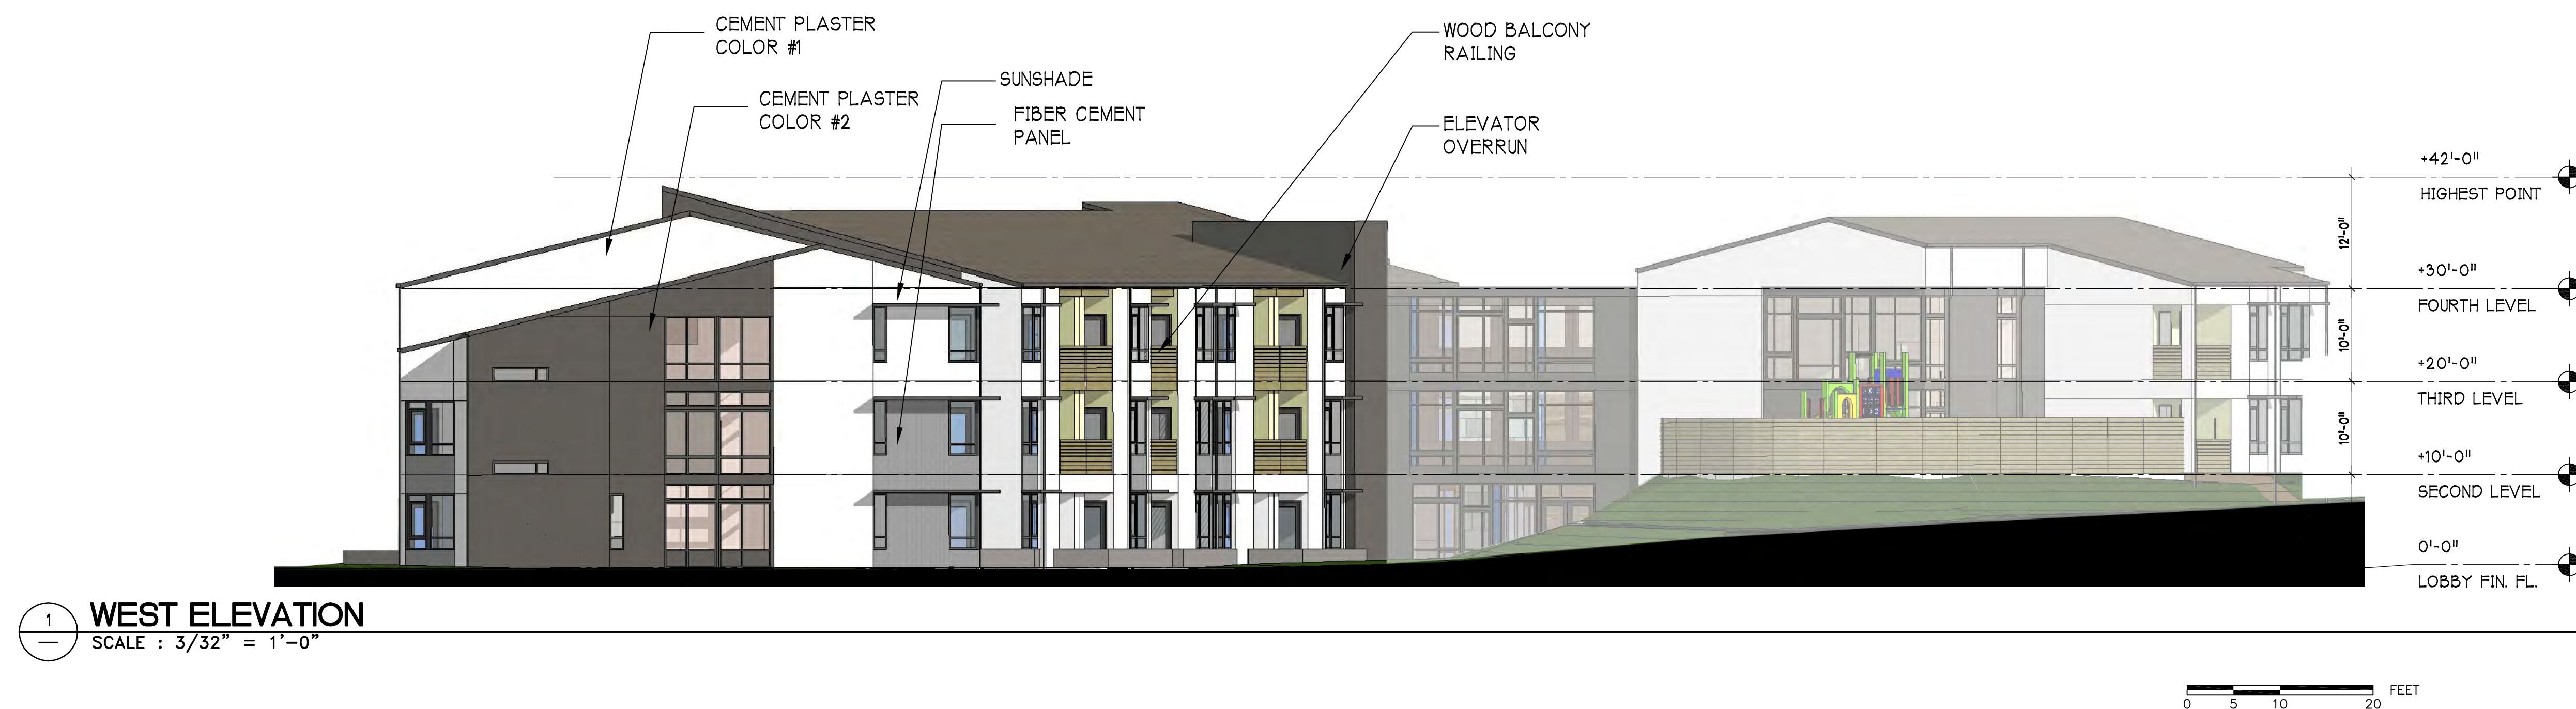 CEMENT PLASTER
COLOR #1
CEMENT PLASTER
COLOR #2
SUNSHADE
FIBER CEMENT
PANEL
WOOD BALCONY
RAILING
ELEVATOR
OVERRUN
+42'-0"
HIGHEST POINT
12'-0"
+30'-0"
FOURTH LEVEL
10'-0"
+20'-0"
THIRD LEVEL
10'-0"
+10'-0"
SECOND LEVEL
0'-0"
LOBBY FIN. FL.
1
WEST ELEVATION
SCALE : 3/32" = 1'-0"
FEET
0 5 10 20